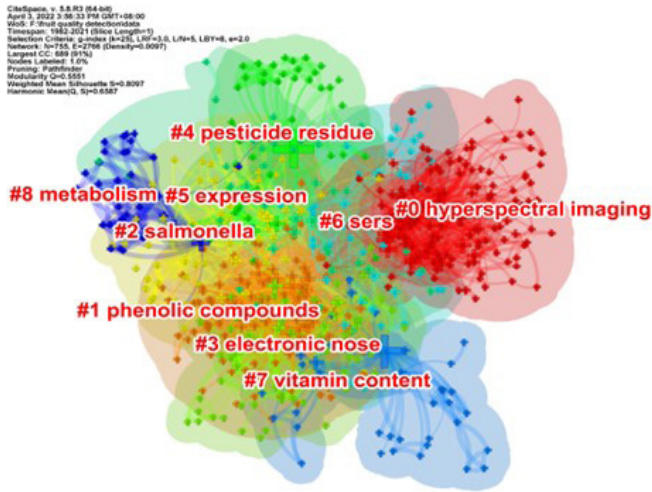 CiteSpace, v. 5.8.R3 (64-bit)
April 3, 2022 3:56:33 PM GMT+08:00
WoS: F:\fruit quality detection\data
Timespan: 1982-2021 (Slice Length=1)
Selection Criteria: g-index (k=25), LRF=3.0, L/N=5, LBY=8, e=2.0
Network: N=755, E=2766 (Density=0.0097)
Largest CC: 689 (91%)
Nodes Labeled: 1.0%
Pruning: Pathfinder
Modularity Q=0.5551
Weighted Mean Silhouette S=0.8097
Harmonic Mean(Q, S)=0.6587
#4 pesticide residue
#8 metabolism
#5 expression
#0 hyperspectral imaging
#6 sers
#2 salmonella
#1 phenolic compounds
#3 electronic nose
#7 vitamin content